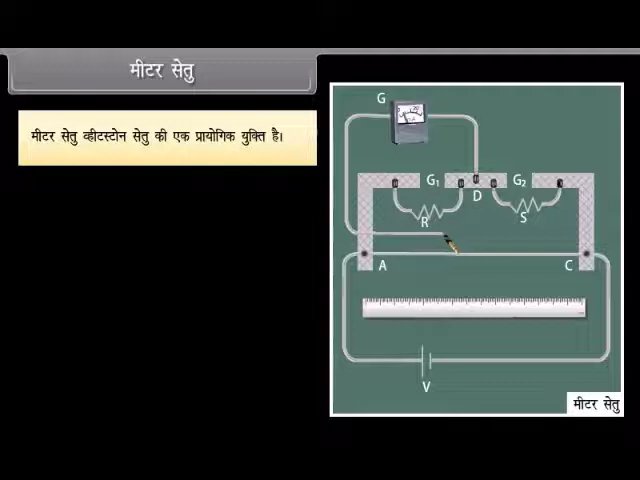 मीटर सेतु
मीटर सेतु व्हीटस्टोन सेतु की एक प्रायोगिक युक्ति है।
G
G₁
G₂
D
R
S
A
C
V
मीटर सेतु